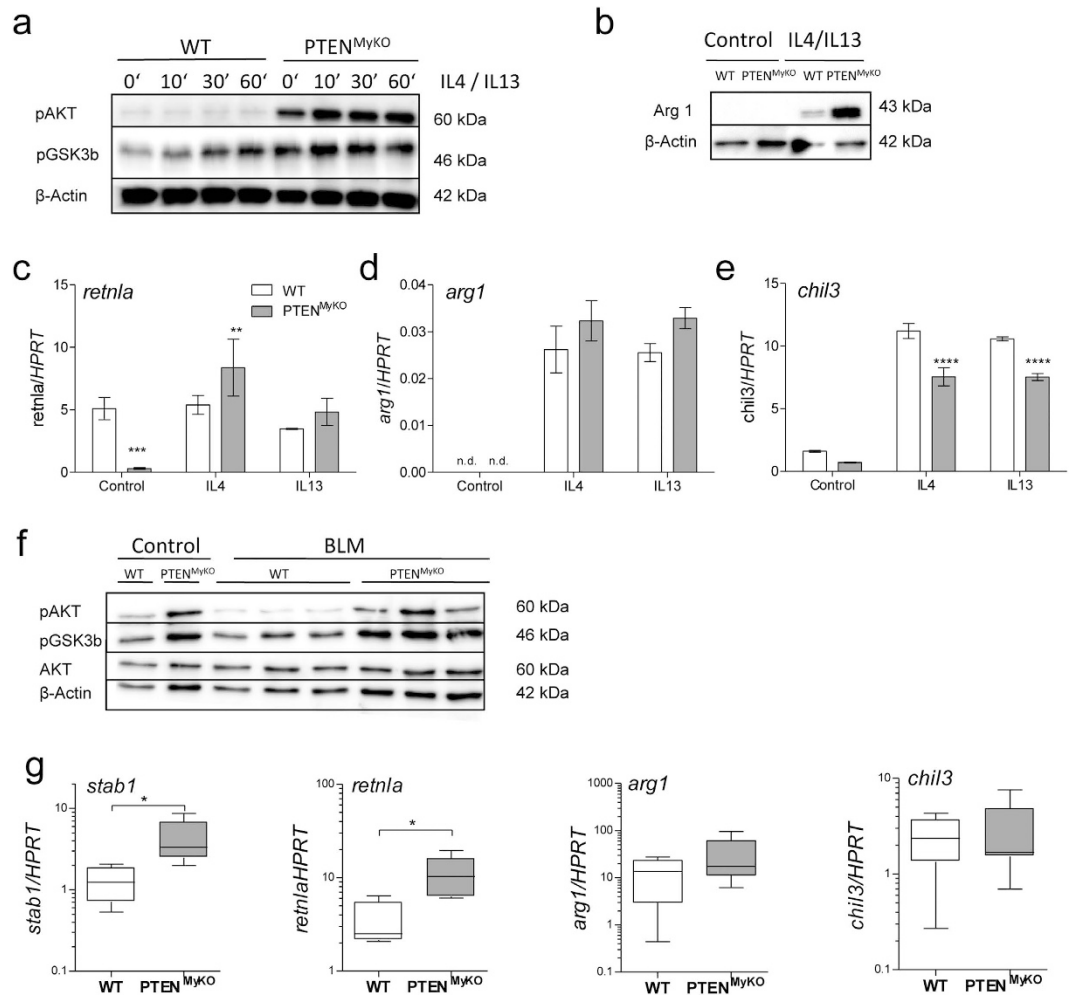 a
WT PTEN^MyKO
0‘ 10‘ 30’ 60‘ 0‘ 10’ 30’ 60’ IL4 / IL13
pAKT 60 kDa
pGSK3b 46 kDa
β-Actin 42 kDa
b
Control IL4/IL13
WT PTEN^MyKO WT PTEN^MyKO
Arg 1 43 kDa
β-Actin 42 kDa
c
retnla
WT
PTEN^MyKO
retnla/HPRT
15
10
5
0
***
**
Control IL4 IL13
d
arg1
arg1/HPRT
0.04
0.03
0.02
0.01
0.00
n.d. n.d.
Control IL4 IL13
e
chil3
chil3/HPRT
15
10
5
0
**** ****
Control IL4 IL13
f
Control BLM
WT PTEN^MyKO WT PTEN^MyKO
pAKT 60 kDa
pGSK3b 46 kDa
AKT 60 kDa
β-Actin 42 kDa
g
stab1
stab1/HPRT
10
1
0.1
*
WT PTEN^MyKO
retnla
retnlaHPRT
100
10
1
*
WT PTEN^MyKO
arg1
arg1/HPRT
1000
100
10
1
0.1
WT PTEN^MyKO
chil3
chil3/HPRT
10
1
0.1
WT PTEN^MyKO